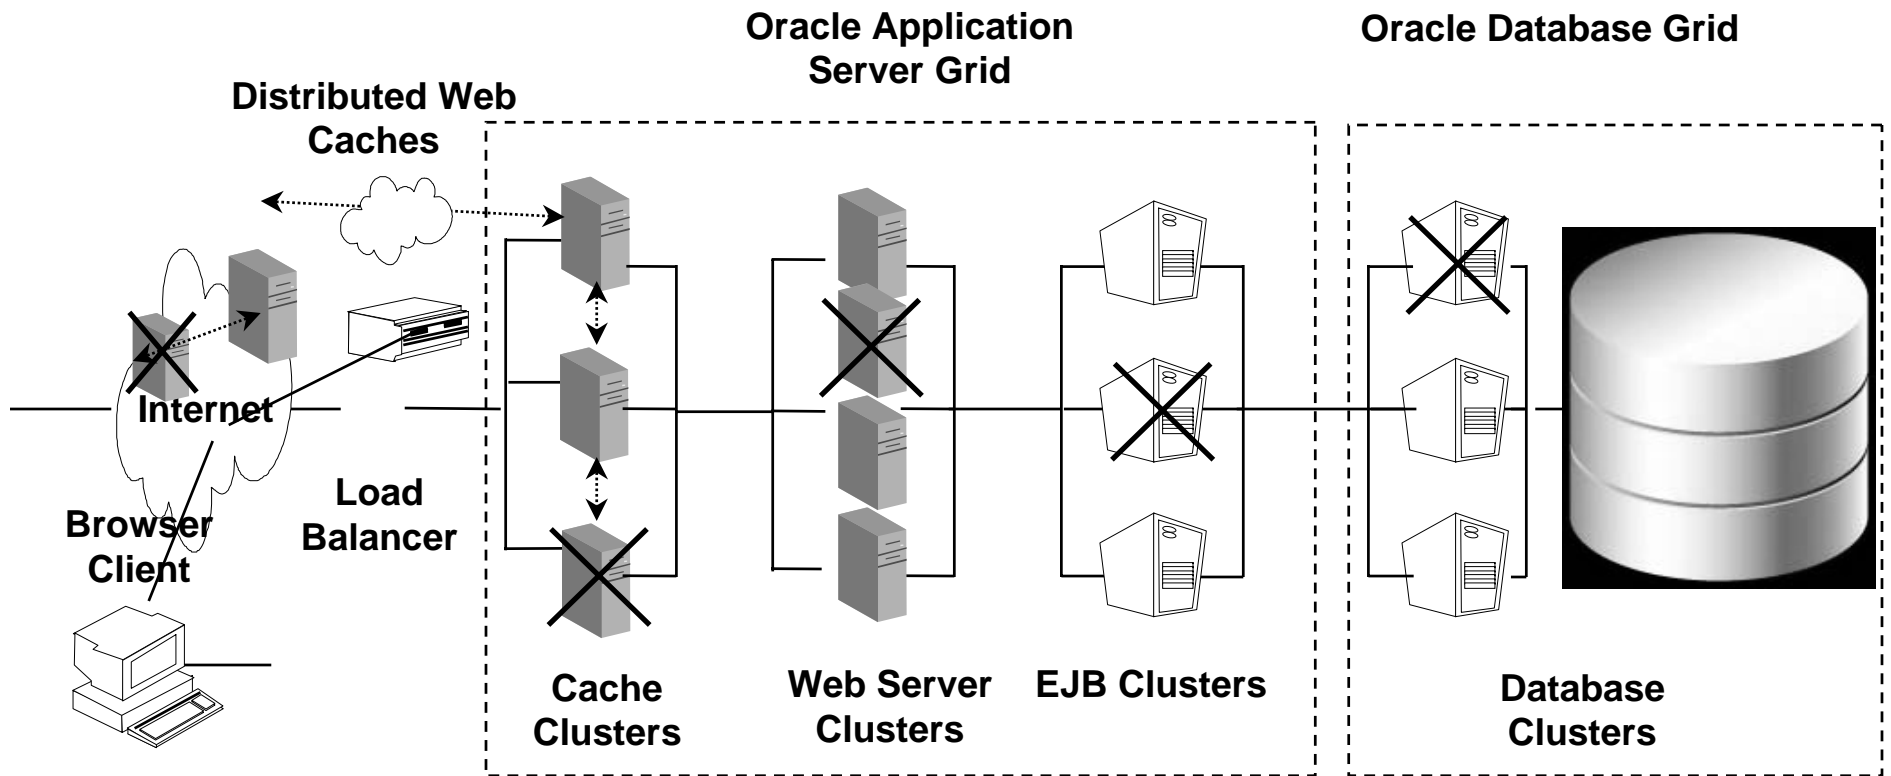 Oracle Application
Server Grid
Oracle Database Grid
Distributed Web
Caches
Internet
Load
Balancer
Browser
Client
Cache
Clusters
Web Server
Clusters
EJB Clusters
Database
Clusters